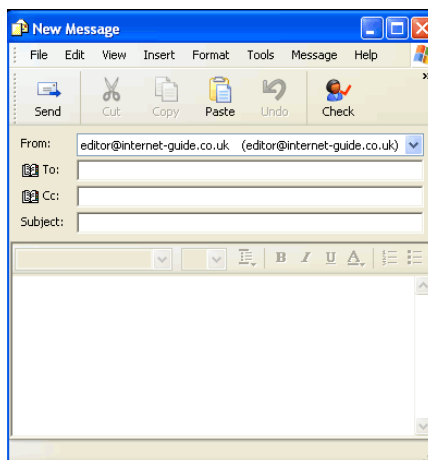 New Message
File Edit View Insert Format Tools Message Help
Send Cut Copy Paste Undo Check
From: editor@internet-guide.co.uk (editor@internet-guide.co.uk)
To:
Cc:
Subject:
B I U A